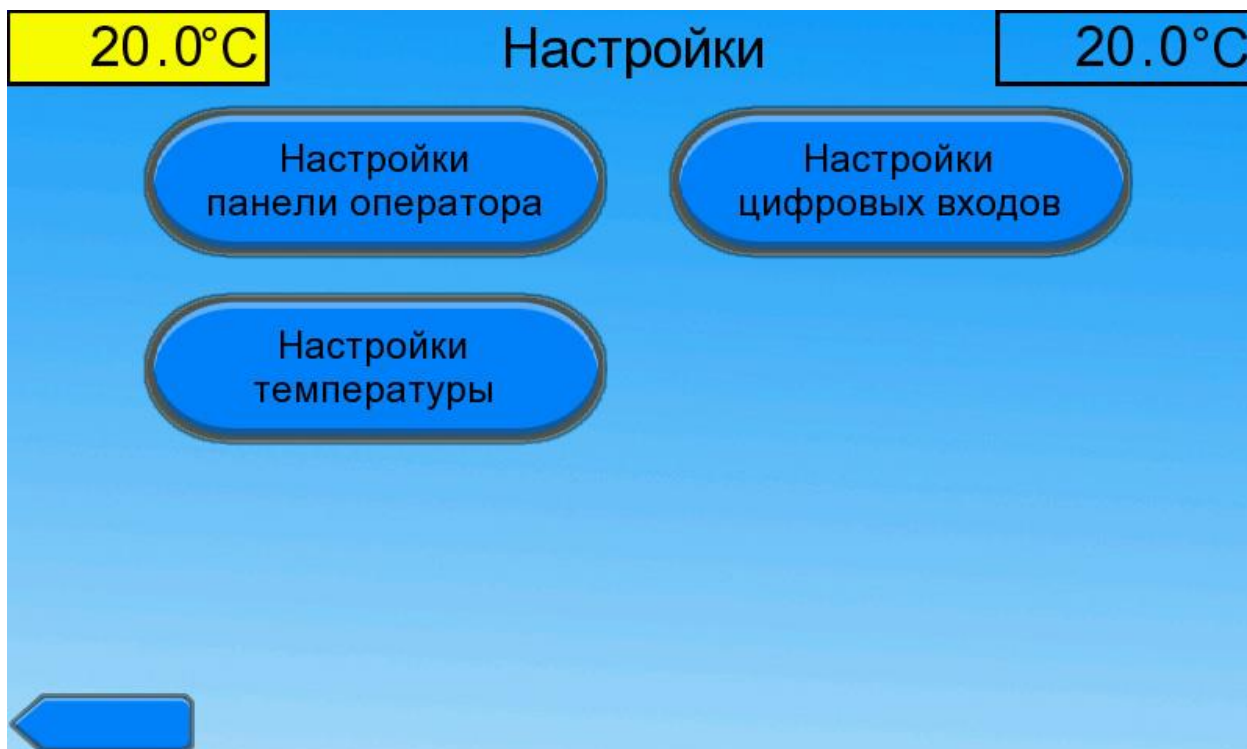 20.0°C Настройки 20.0°C
Настройки
панели оператора
Настройки
цифровых входов
Настройки
температуры